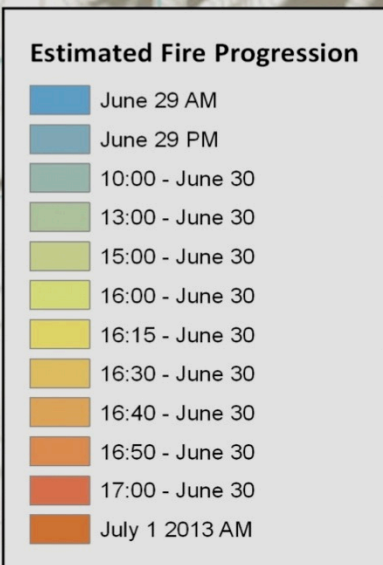 Estimated Fire Progression
June 29 AM
June 29 PM
10:00 - June 30
13:00 - June 30
15:00 - June 30
16:00 - June 30
16:15 - June 30
16:30 - June 30
16:40 - June 30
16:50 - June 30
17:00 - June 30
July 1 2013 AM